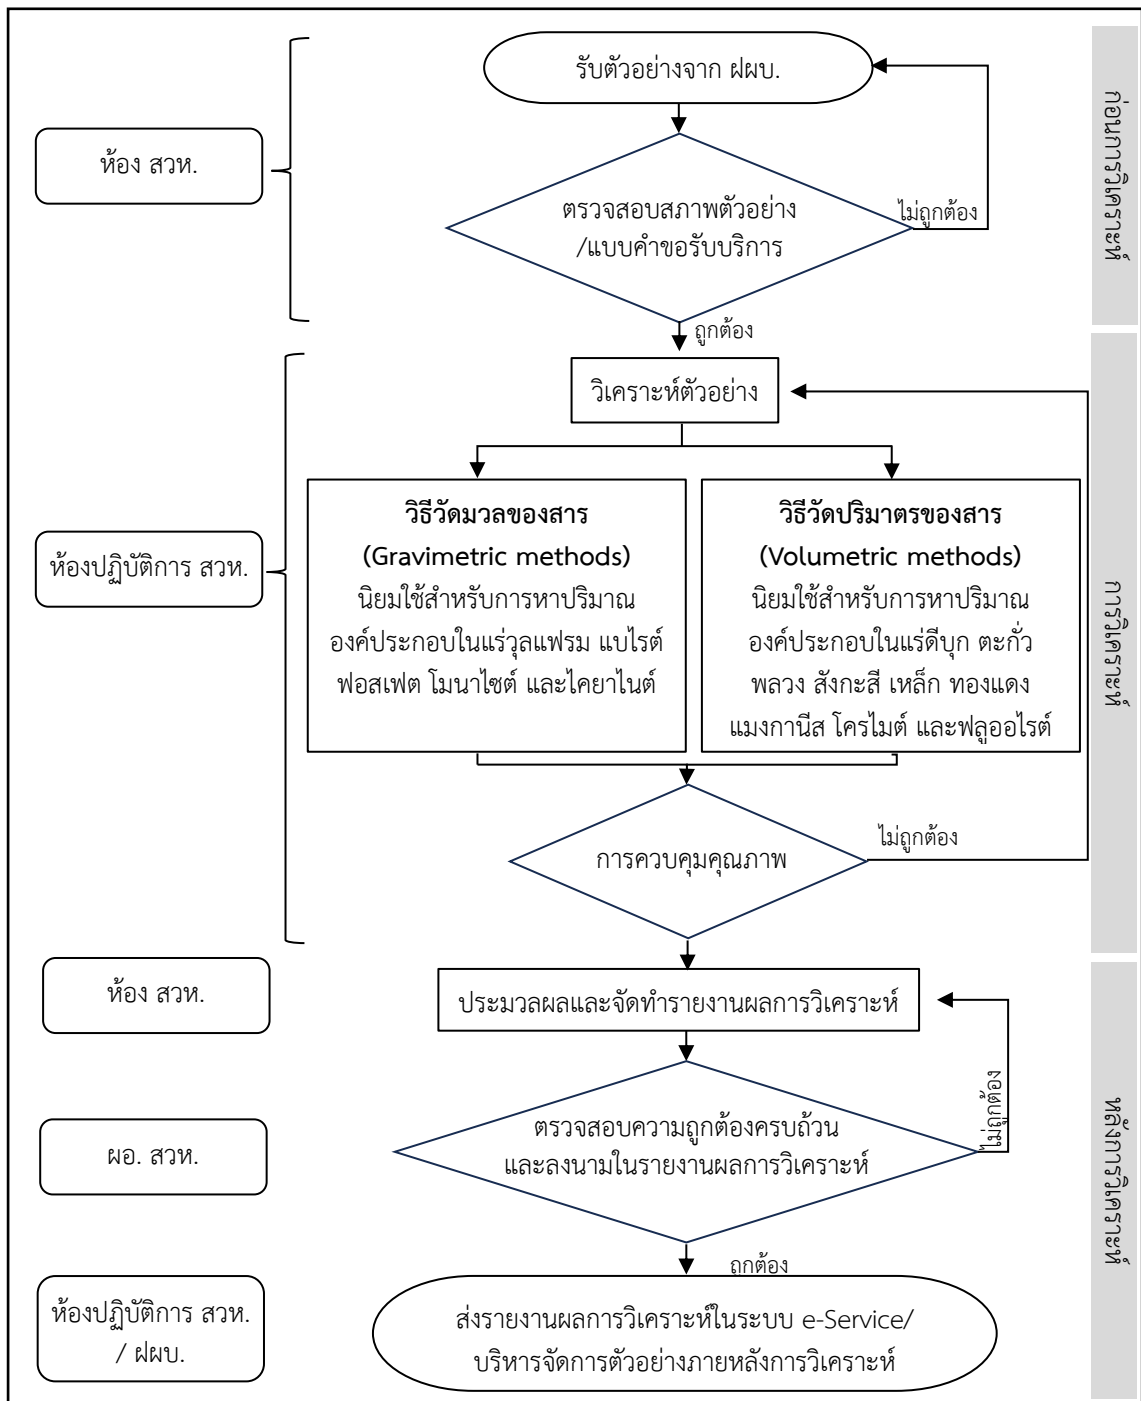 รับตัวอย่างจาก ฝผบ.
ก่อนการวิเคราะห์
ห้อง สวห.
ตรวจสอบสภาพตัวอย่าง
/แบบคำขอรับบริการ
ไม่ถูกต้อง
ถูกต้อง
วิเคราะห์ตัวอย่าง
การวิเคราะห์
ห้องปฏิบัติการ สวห.
วิธีวัดมวลของสาร
(Gravimetric methods)
นิยมใช้สำหรับการหาปริมาณ
องค์ประกอบในแร่วุลแฟรม แบไรต์
ฟอสเฟต โมนาไซต์ และไคยาไนต์
วิธีวัดปริมาตรของสาร
(Volumetric methods)
นิยมใช้สำหรับการหาปริมาณ
องค์ประกอบในแร่ดีบุก ตะกั่ว
พลวง สังกะสี เหล็ก ทองแดง
แมงกานีส โครไมต์ และฟลูออไรต์
การควบคุมคุณภาพ
ไม่ถูกต้อง
ห้อง สวห.
ประมวลผลและจัดทำรายงานผลการวิเคราะห์
หลังการวิเคราะห์
ผอ. สวห.
ตรวจสอบความถูกต้องครบถ้วน
และลงนามในรายงานผลการวิเคราะห์
ไม่ถูกต้อง
ถูกต้อง
ห้องปฏิบัติการ สวห.
/ ฝผบ.
ส่งรายงานผลการวิเคราะห์ในระบบ e-Service/
บริหารจัดการตัวอย่างภายหลังการวิเคราะห์